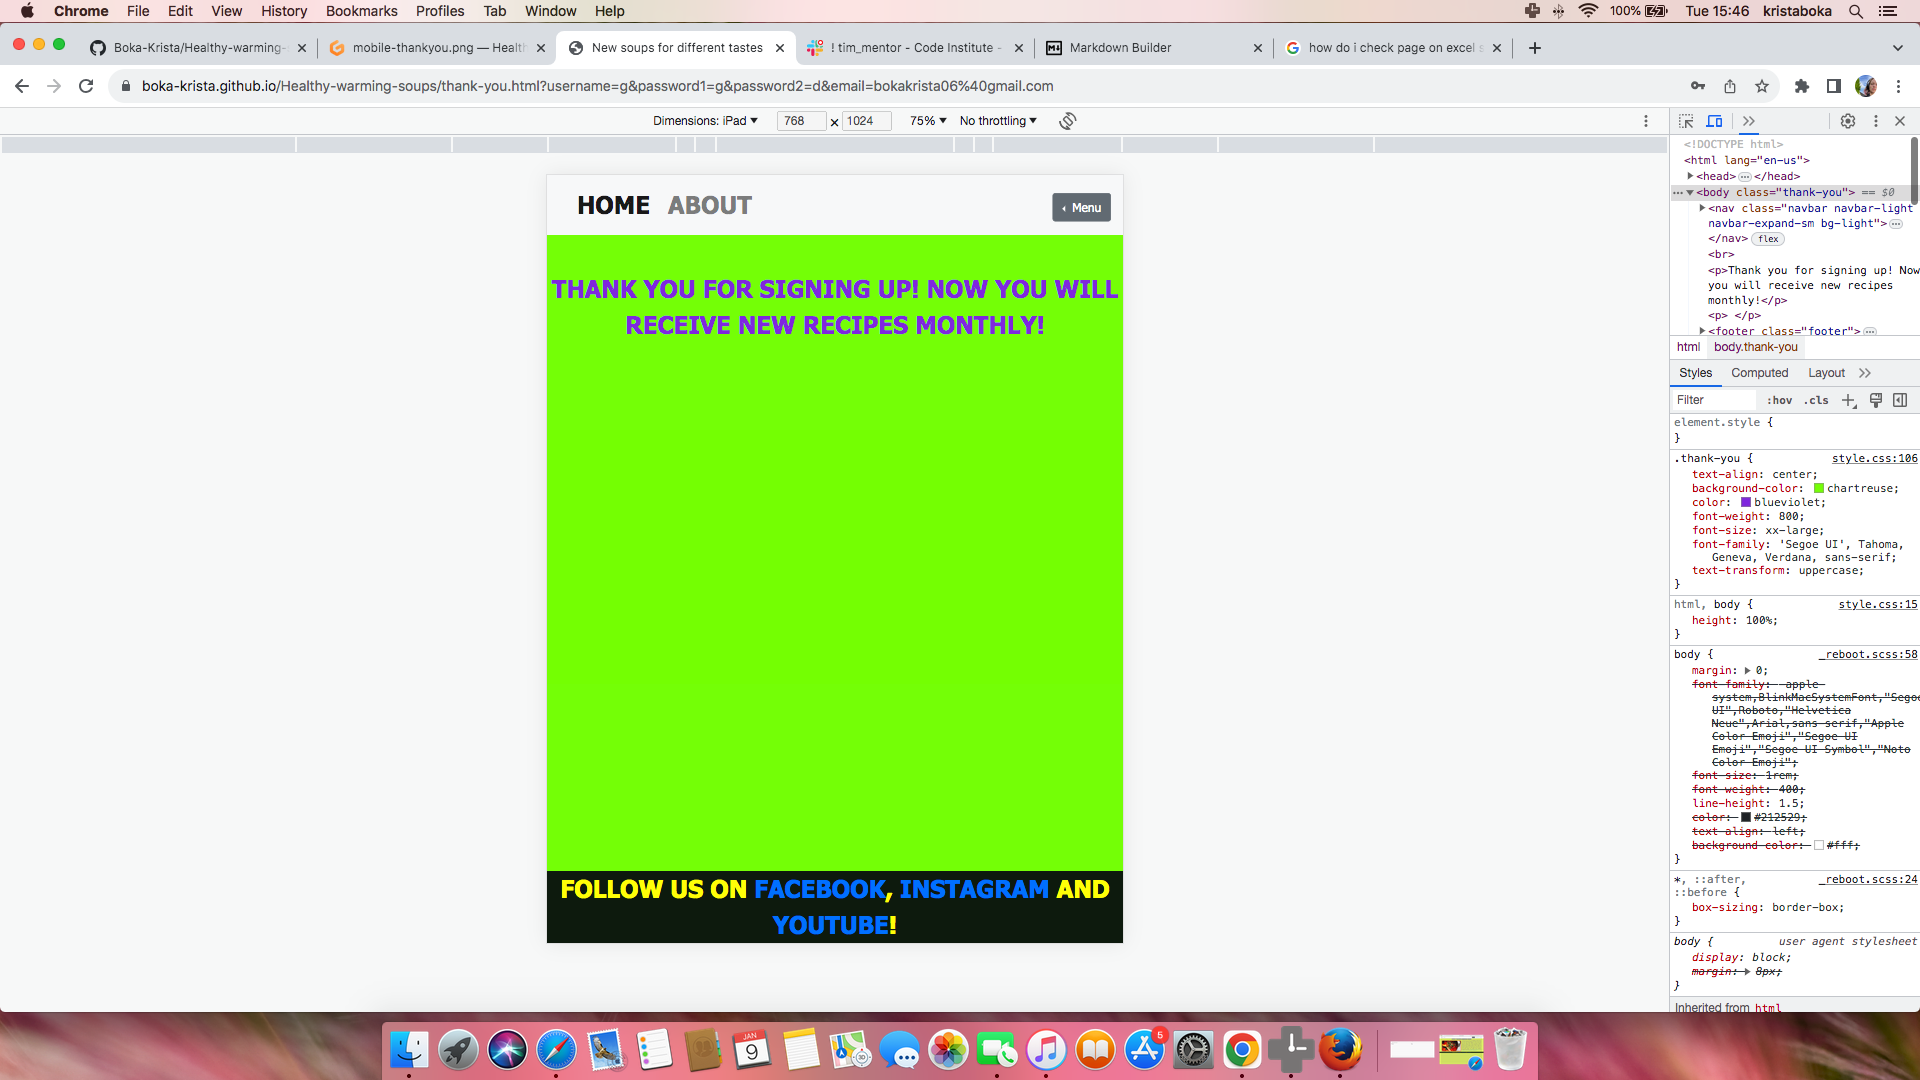 Chrome File Edit View History Bookmarks Profiles Tab Window Help 100% Tue 15:46 kristaboka
Boka-Krista/Healthy-warming- mobile-thankyou.png — Health New soups for different tastes ! tim_mentor - Code Institute - Markdown Builder how do i check page on excel s
boka-krista.github.io/Healthy-warming-soups/thank-you.html?username=g&password1=g&password2=d&email=bokakrista06%40gmail.com
Dimensions: iPad 768 × 1024 75% No throttling
HOME ABOUT Menu
THANK YOU FOR SIGNING UP! NOW YOU WILL
RECEIVE NEW RECIPES MONTHLY!
FOLLOW US ON FACEBOOK, INSTAGRAM AND
YOUTUBE!
<!DOCTYPE html>
<html lang="en-us">
<head> </head>
<body class="thank-you"> == $0
<nav class="navbar navbar-light
navbar-expand-sm bg-light">
</nav> flex
<br>
<p>Thank you for signing up! Now
you will receive new recipes
monthly!</p>
<p> </p>
<footer class="footer">
html body.thank-you
Styles Computed Layout
Filter :hov .cls
element.style {
}
.thank-you { style.css:106
text-align: center;
background-color: chartreuse;
color: blueviolet;
font-weight: 800;
font-size: xx-large;
font-family: 'Segoe UI', Tahoma,
Geneva, Verdana, sans-serif;
text-transform: uppercase;
}
html, body { style.css:15
height: 100%;
}
body { _reboot.scss:58
margin: 0;
font-family: -apple-
system,BlinkMacSystemFont,"Segoe
UI",Roboto,"Helvetica
Neue",Arial,sans-serif,"Apple
Color Emoji","Segoe UI
Emoji","Segoe UI Symbol","Noto
Color Emoji";
font-size: 1rem;
font-weight: 400;
line-height: 1.5;
color: #212529;
text-align: left;
background-color: #fff;
}
*, ::after, _reboot.scss:24
::before {
box-sizing: border-box;
}
body { user agent stylesheet
display: block;
margin: 8px;
}
Inherited from html
JAN
9
3D
5